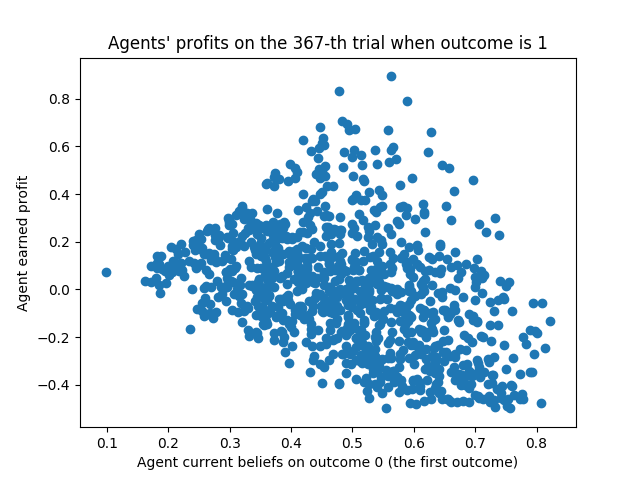 Agents' profits on the 367-th trial when outcome is 1
Agent earned profit
0.8
0.6
0.4
0.2
0.0
−0.2
−0.4
0.1 0.2 0.3 0.4 0.5 0.6 0.7 0.8
Agent current beliefs on outcome 0 (the first outcome)